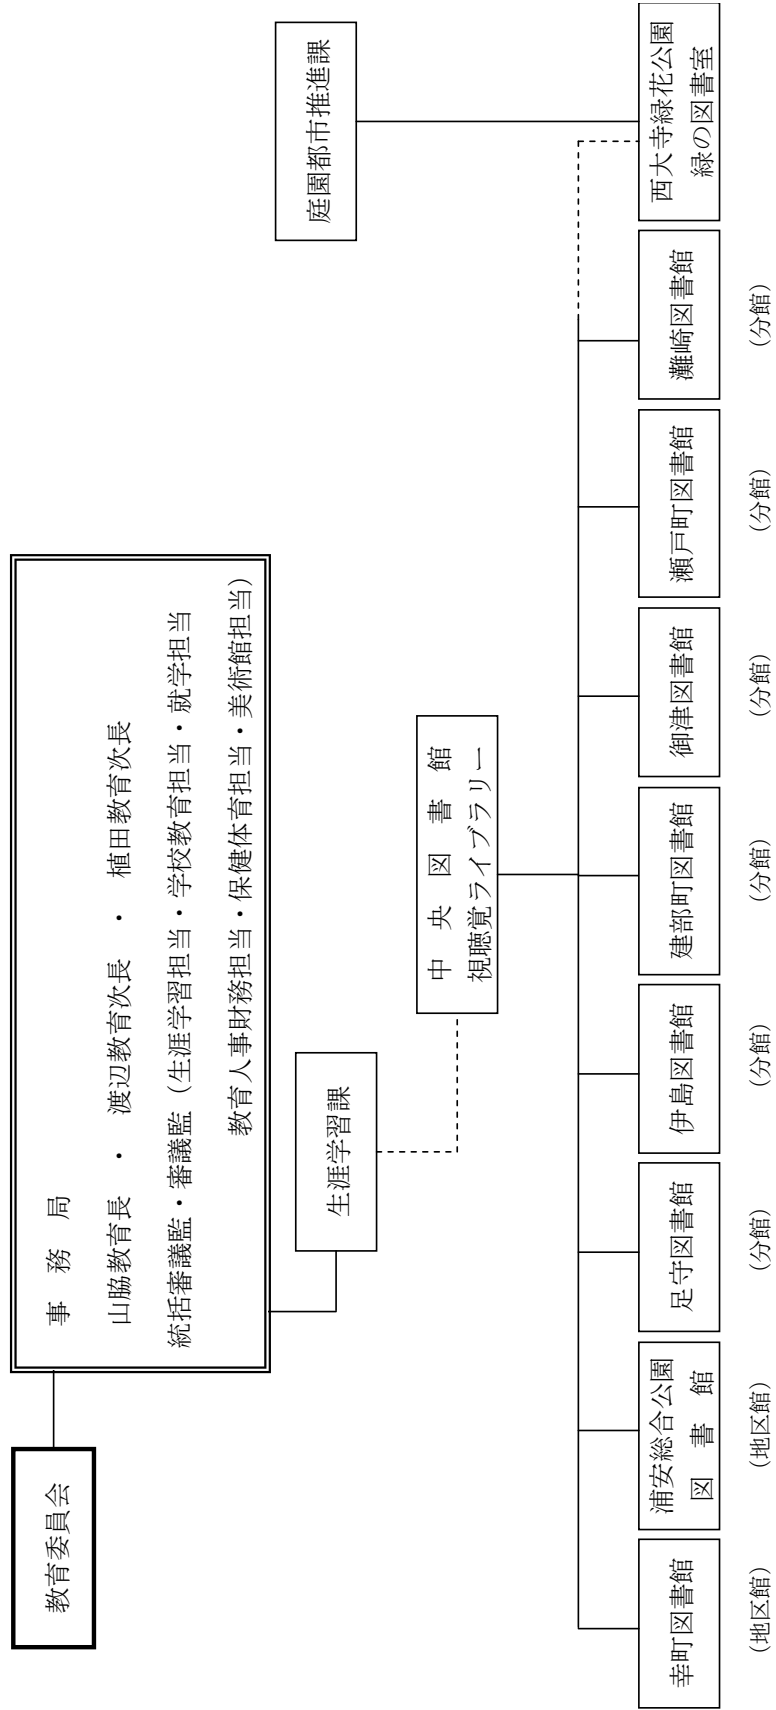 教育委員会
事務局
山脇教育長・渡辺教育次長・植田教育次長
統括審議監・審議監（生涯学習担当・学校教育担当・就学担当
教育人事財務担当・保健体育担当・美術館担当）
生涯学習課
中央図書館
視聴覚ライブラリー
庭園都市推進課
幸町図書館
(地区館)
浦安総合公園
図書館
(地区館)
足守図書館
(分館)
伊島図書館
(分館)
建部町図書館
(分館)
御津図書館
(分館)
瀬戸町図書館
(分館)
灘崎図書館
(分館)
西大寺緑花公園
緑の図書室